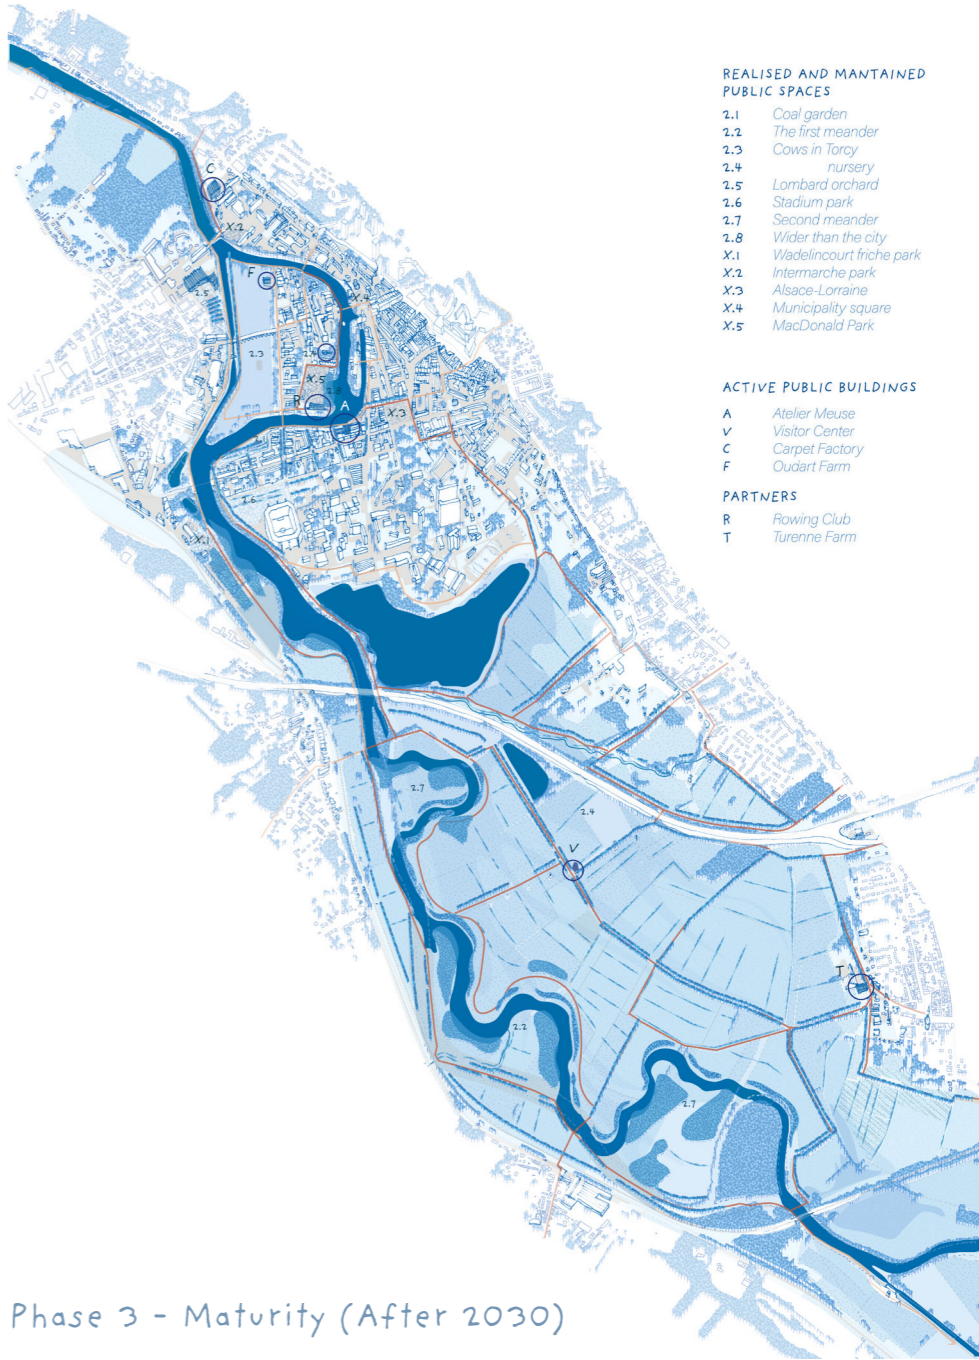 REALISED AND MANTAINED
PUBLIC SPACES
2.1 Coal garden
2.2 The first meander
2.3 Cows in Torcy
2.4 nursery
2.5 Lombard orchard
2.6 Stadium park
2.7 Second meander
2.8 Wider than the city
X.1 Wadelincourt friche park
X.2 Intermarche park
X.3 Alsace-Lorraine
X.4 Municipality square
X.5 MacDonald Park
ACTIVE PUBLIC BUILDINGS
A Atelier Meuse
V Visitor Center
C Carpet Factory
F Oudart Farm
PARTNERS
R Rowing Club
T Turenne Farm
C
X.2
F
2.5
X.4
2.3
X.5
2.8
R
A
X.3
2.6
X.1
2.7
2.4
V
T
2.2
2.7
Phase 3 - Maturity (After 2030)